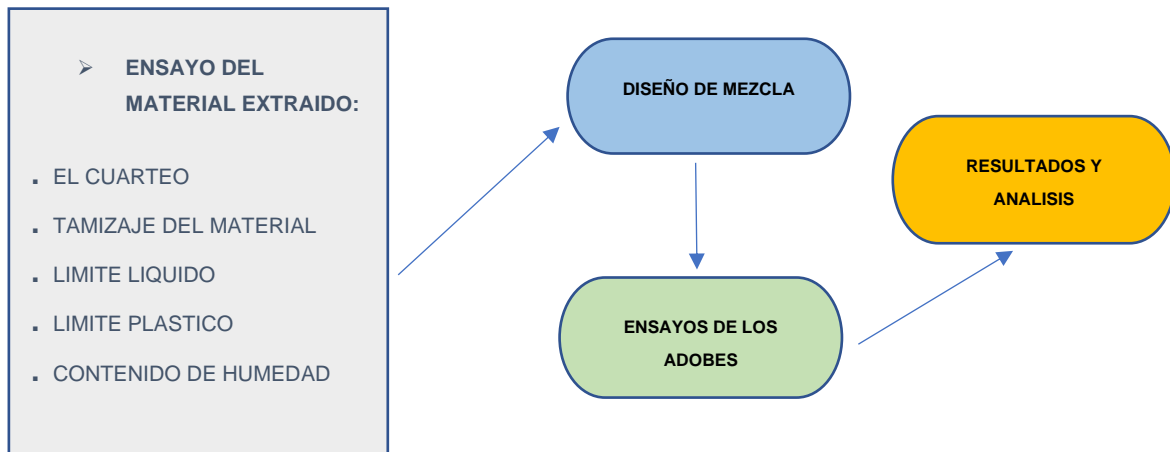 ➢ ENSAYO DEL
MATERIAL EXTRAIDO:
. EL CUARTEO
. TAMIZAJE DEL MATERIAL
. LIMITE LIQUIDO
. LIMITE PLASTICO
. CONTENIDO DE HUMEDAD
DISEÑO DE MEZCLA
ENSAYOS DE LOS
ADOBES
RESULTADOS Y
ANALISIS